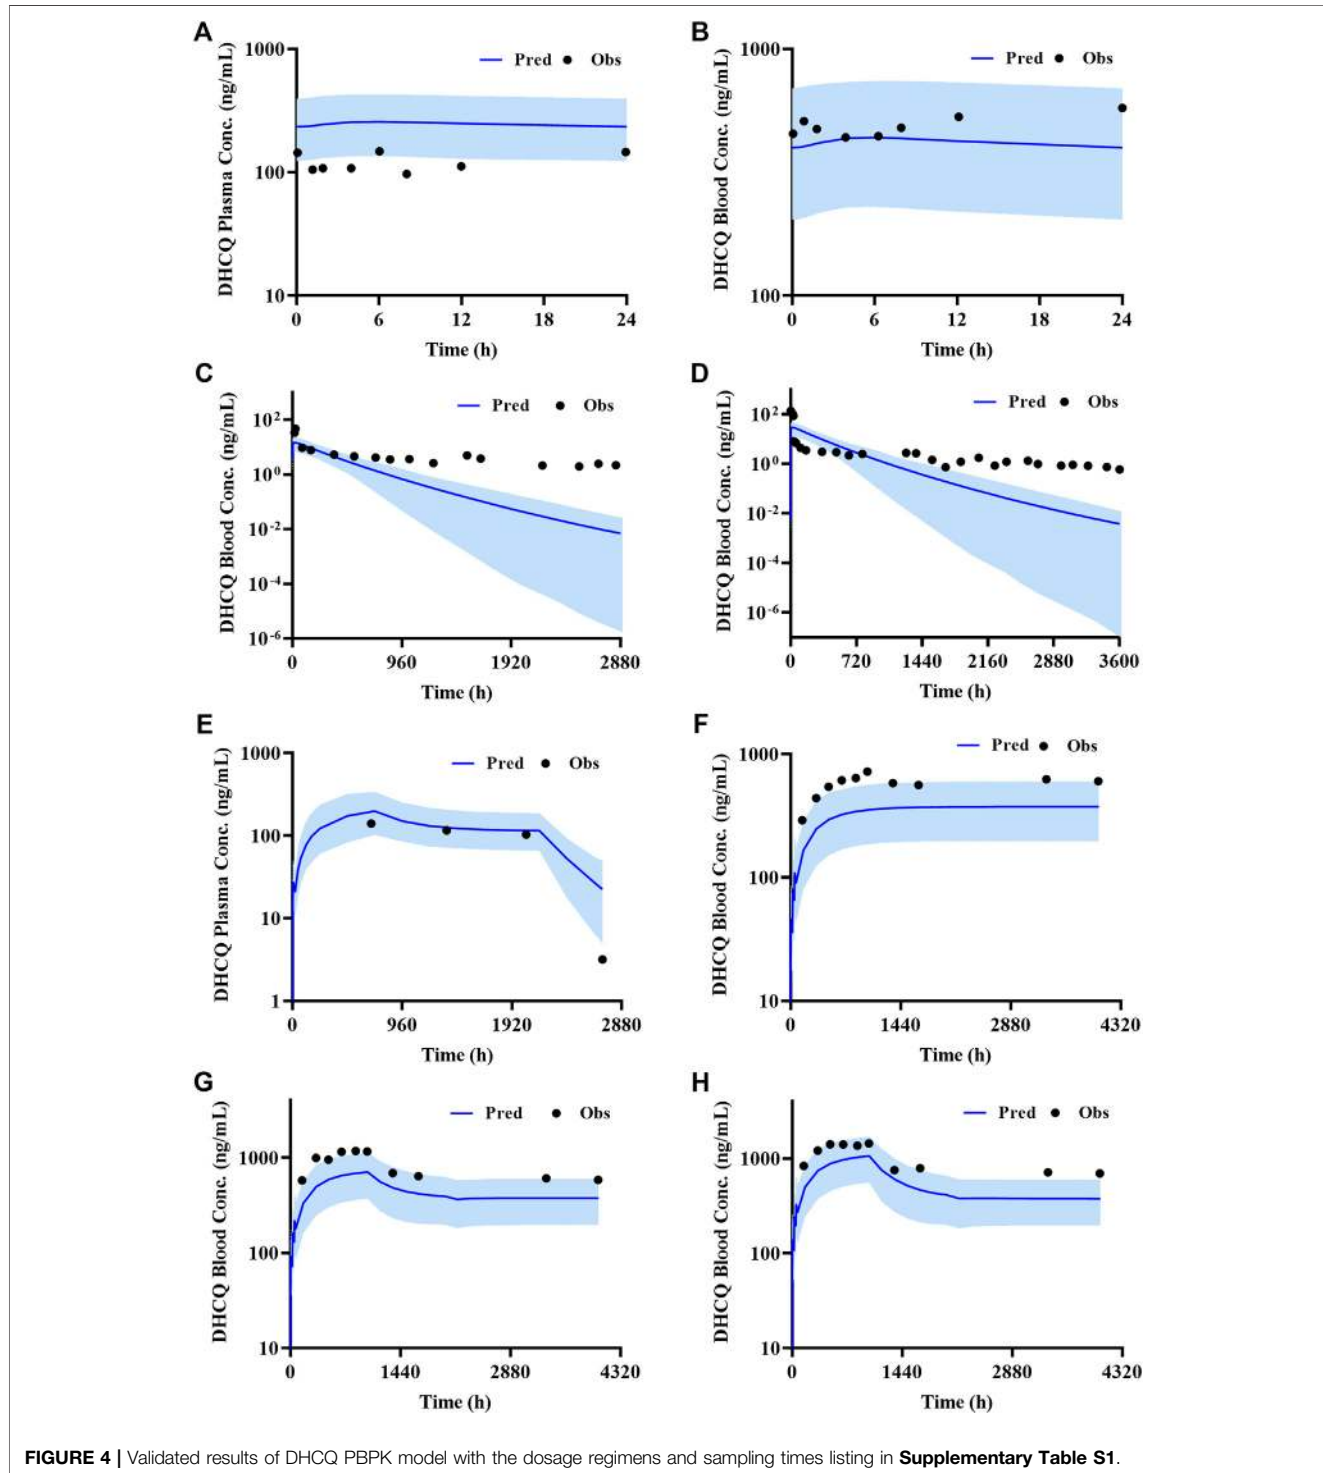 A
1000
100
10
DHCQ Plasma Conc. (ng/mL)
Pred Obs
0 6 12 18 24
Time (h)
B
1000
100
DHCQ Blood Conc. (ng/mL)
Pred Obs
0 6 12 18 24
Time (h)
C
10²
10⁰
10⁻²
10⁻⁴
10⁻⁶
DHCQ Blood Conc. (ng/mL)
Pred Obs
0 960 1920 2880
Time (h)
D
10²
10⁰
10⁻²
10⁻⁴
10⁻⁶
DHCQ Blood Conc. (ng/mL)
Pred Obs
0 720 1440 2160 2880 3600
Time (h)
E
1000
100
10
1
DHCQ Plasma Conc. (ng/mL)
Pred Obs
0 960 1920 2880
Time (h)
F
1000
100
10
DHCQ Blood Conc. (ng/mL)
Pred Obs
0 1440 2880 4320
Time (h)
G
1000
100
10
DHCQ Blood Conc. (ng/mL)
Pred Obs
0 1440 2880 4320
Time (h)
H
1000
100
10
DHCQ Blood Conc. (ng/mL)
Pred Obs
0 1440 2880 4320
Time (h)
FIGURE 4 | Validated results of DHCQ PBPK model with the dosage regimens and sampling times listing in Supplementary Table S1.